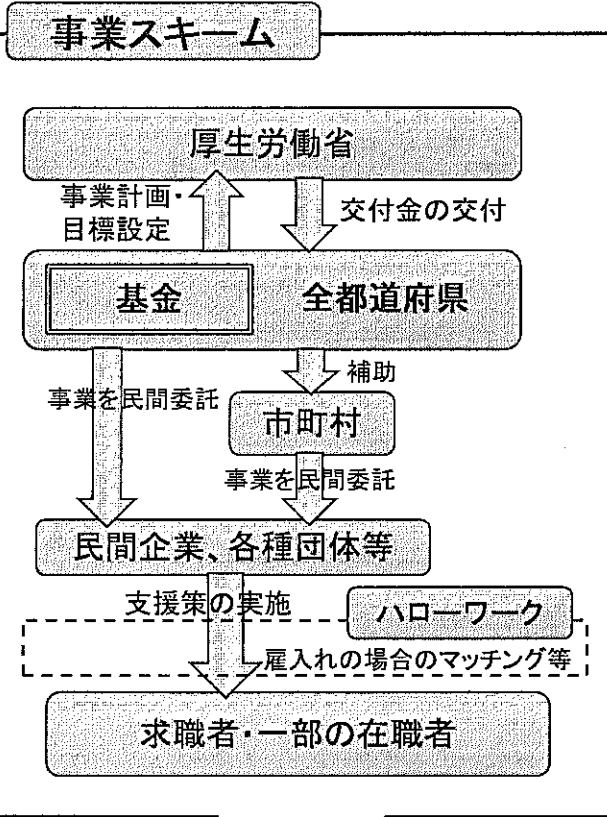 事業スキーム
厚生労働省
事業計画・
目標設定
交付金の交付
基金
全都道府県
補助
事業を民間委託
市町村
事業を民間委託
民間企業、各種団体等
支援策の実施
ハローワーク
雇入れの場合のマッチング等
求職者・一部の在職者